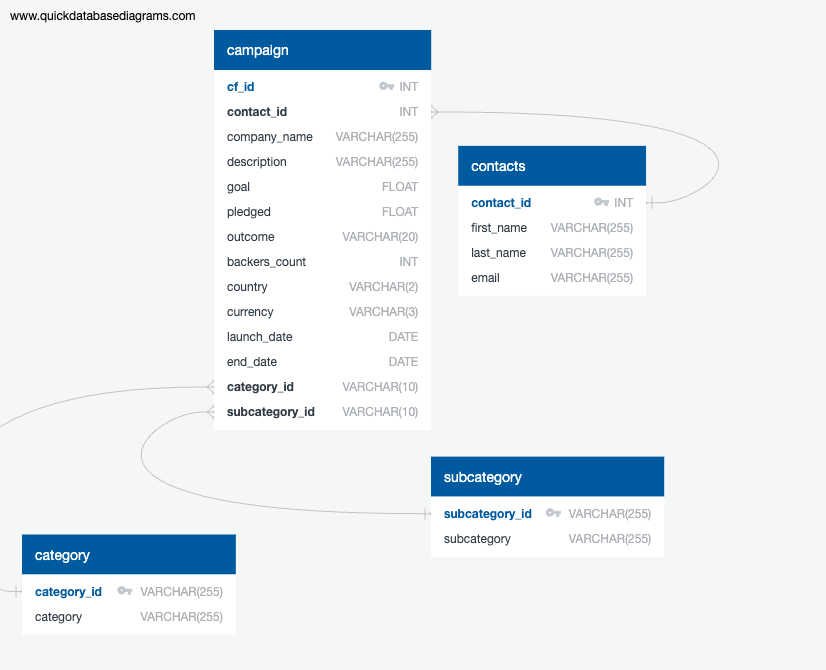 www.quickdatabasediagrams.com
campaign
cf_id INT
contact_id INT
company_name VARCHAR(255)
description VARCHAR(255)
goal FLOAT
pledged FLOAT
outcome VARCHAR(20)
backers_count INT
country VARCHAR(2)
currency VARCHAR(3)
launch_date DATE
end_date DATE
category_id VARCHAR(10)
subcategory_id VARCHAR(10)
contacts
contact_id INT
first_name VARCHAR(255)
last_name VARCHAR(255)
email VARCHAR(255)
subcategory
subcategory_id VARCHAR(255)
subcategory VARCHAR(255)
category
category_id VARCHAR(255)
category VARCHAR(255)